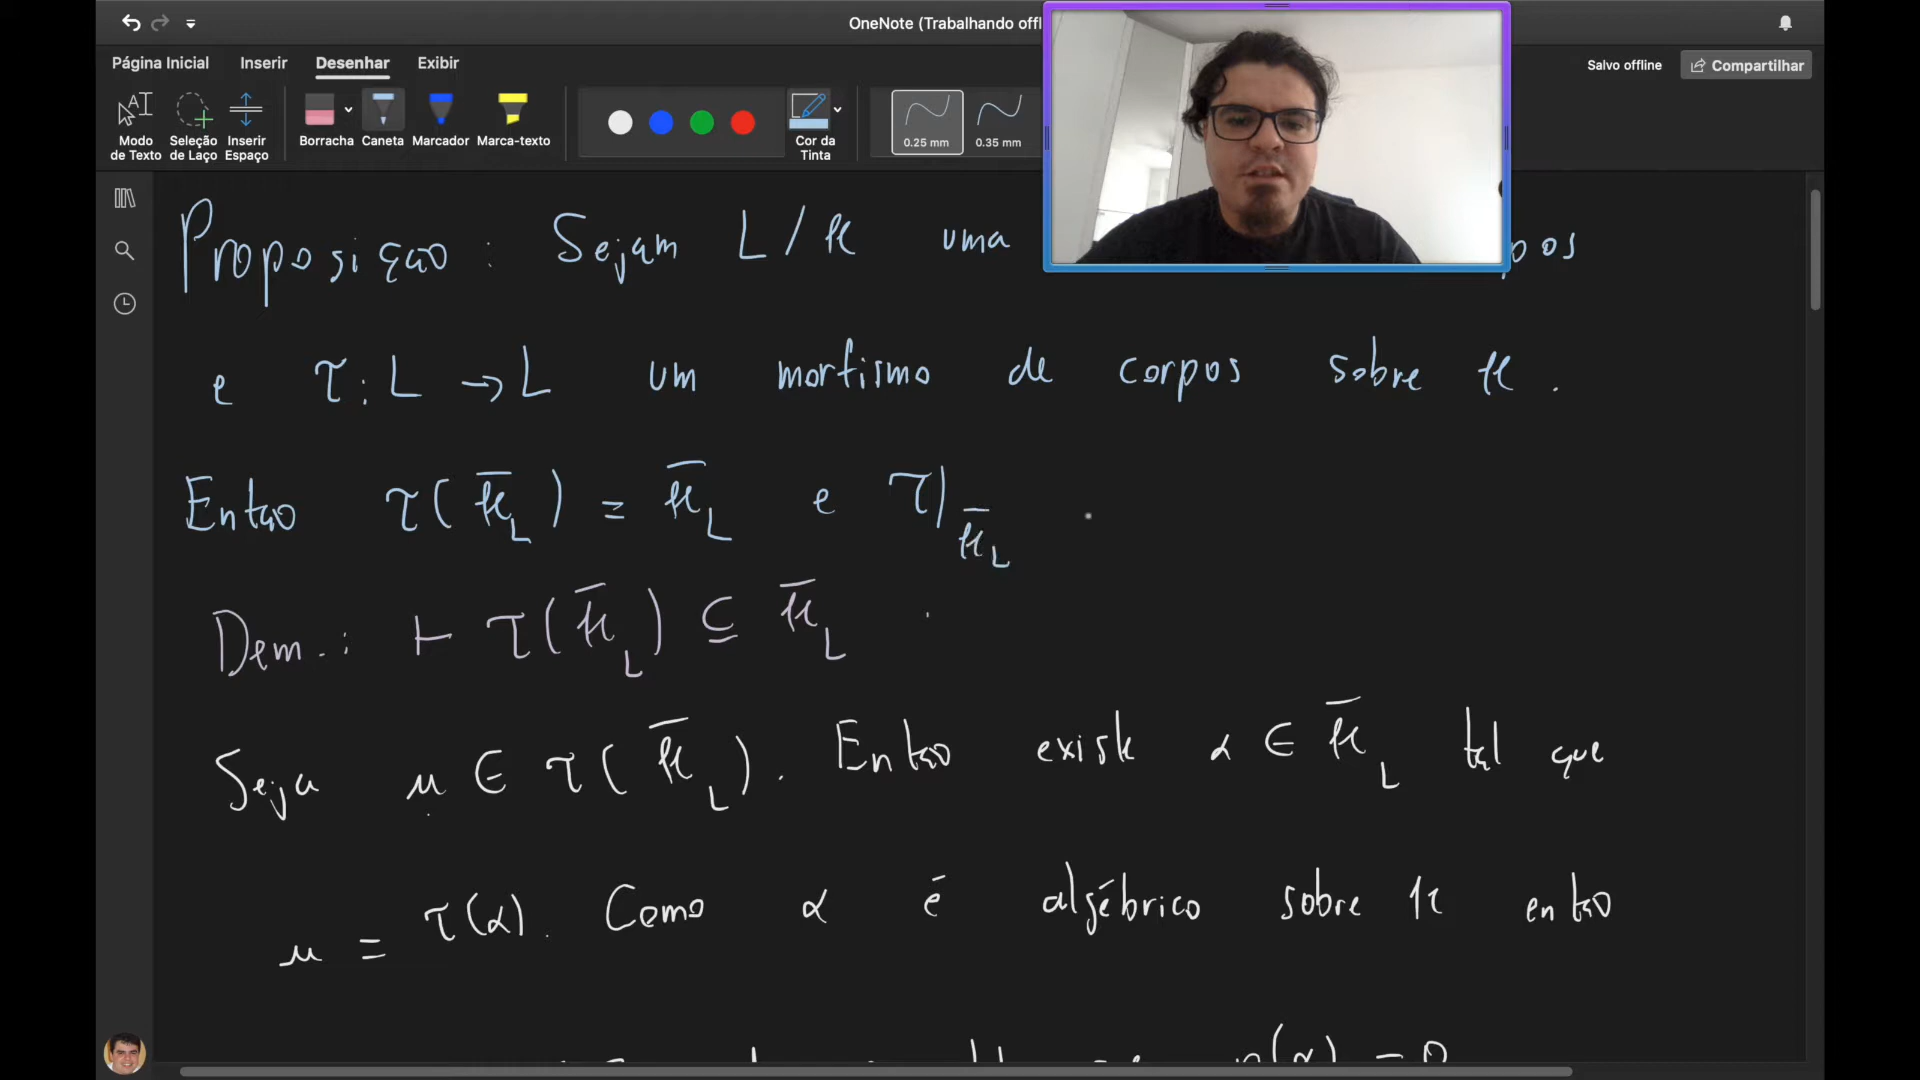 OneNote (Trabalhando offl
Página Inicial Inserir Desenhar Exibir
Salvo offline Compartilhar
Modo de Texto Seleção de Laço Inserir Espaço Borracha Caneta Marcador Marca-texto Cor da Tinta 0.25 mm 0.35 mm
Proposição: Sejam L/K uma pos
e τ: L → L um morfismo de corpos sobre K.
Então τ(K̄_L) = K̄_L e τ|_K̄_L
Dem.: ⊢ τ(K̄_L) ⊆ K̄_L
Seja u ∈ τ(K̄_L). Então existe α ∈ K̄_L tal que
u = τ(α). Como α é algébrico sobre K então
p(α) = 0